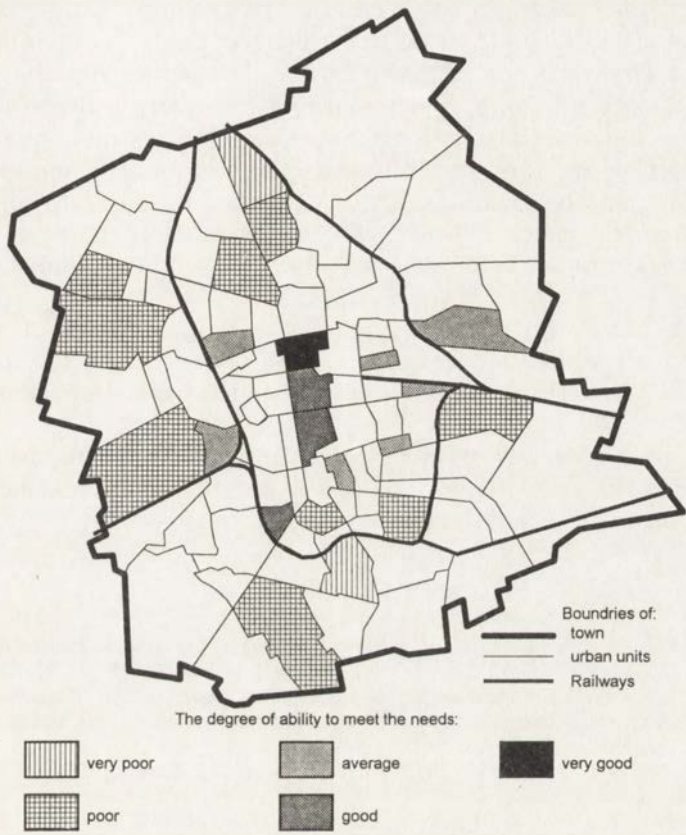 Boundries of:
town
urban units
Railways
The degree of ability to meet the needs:
very poor
average
very good
poor
good